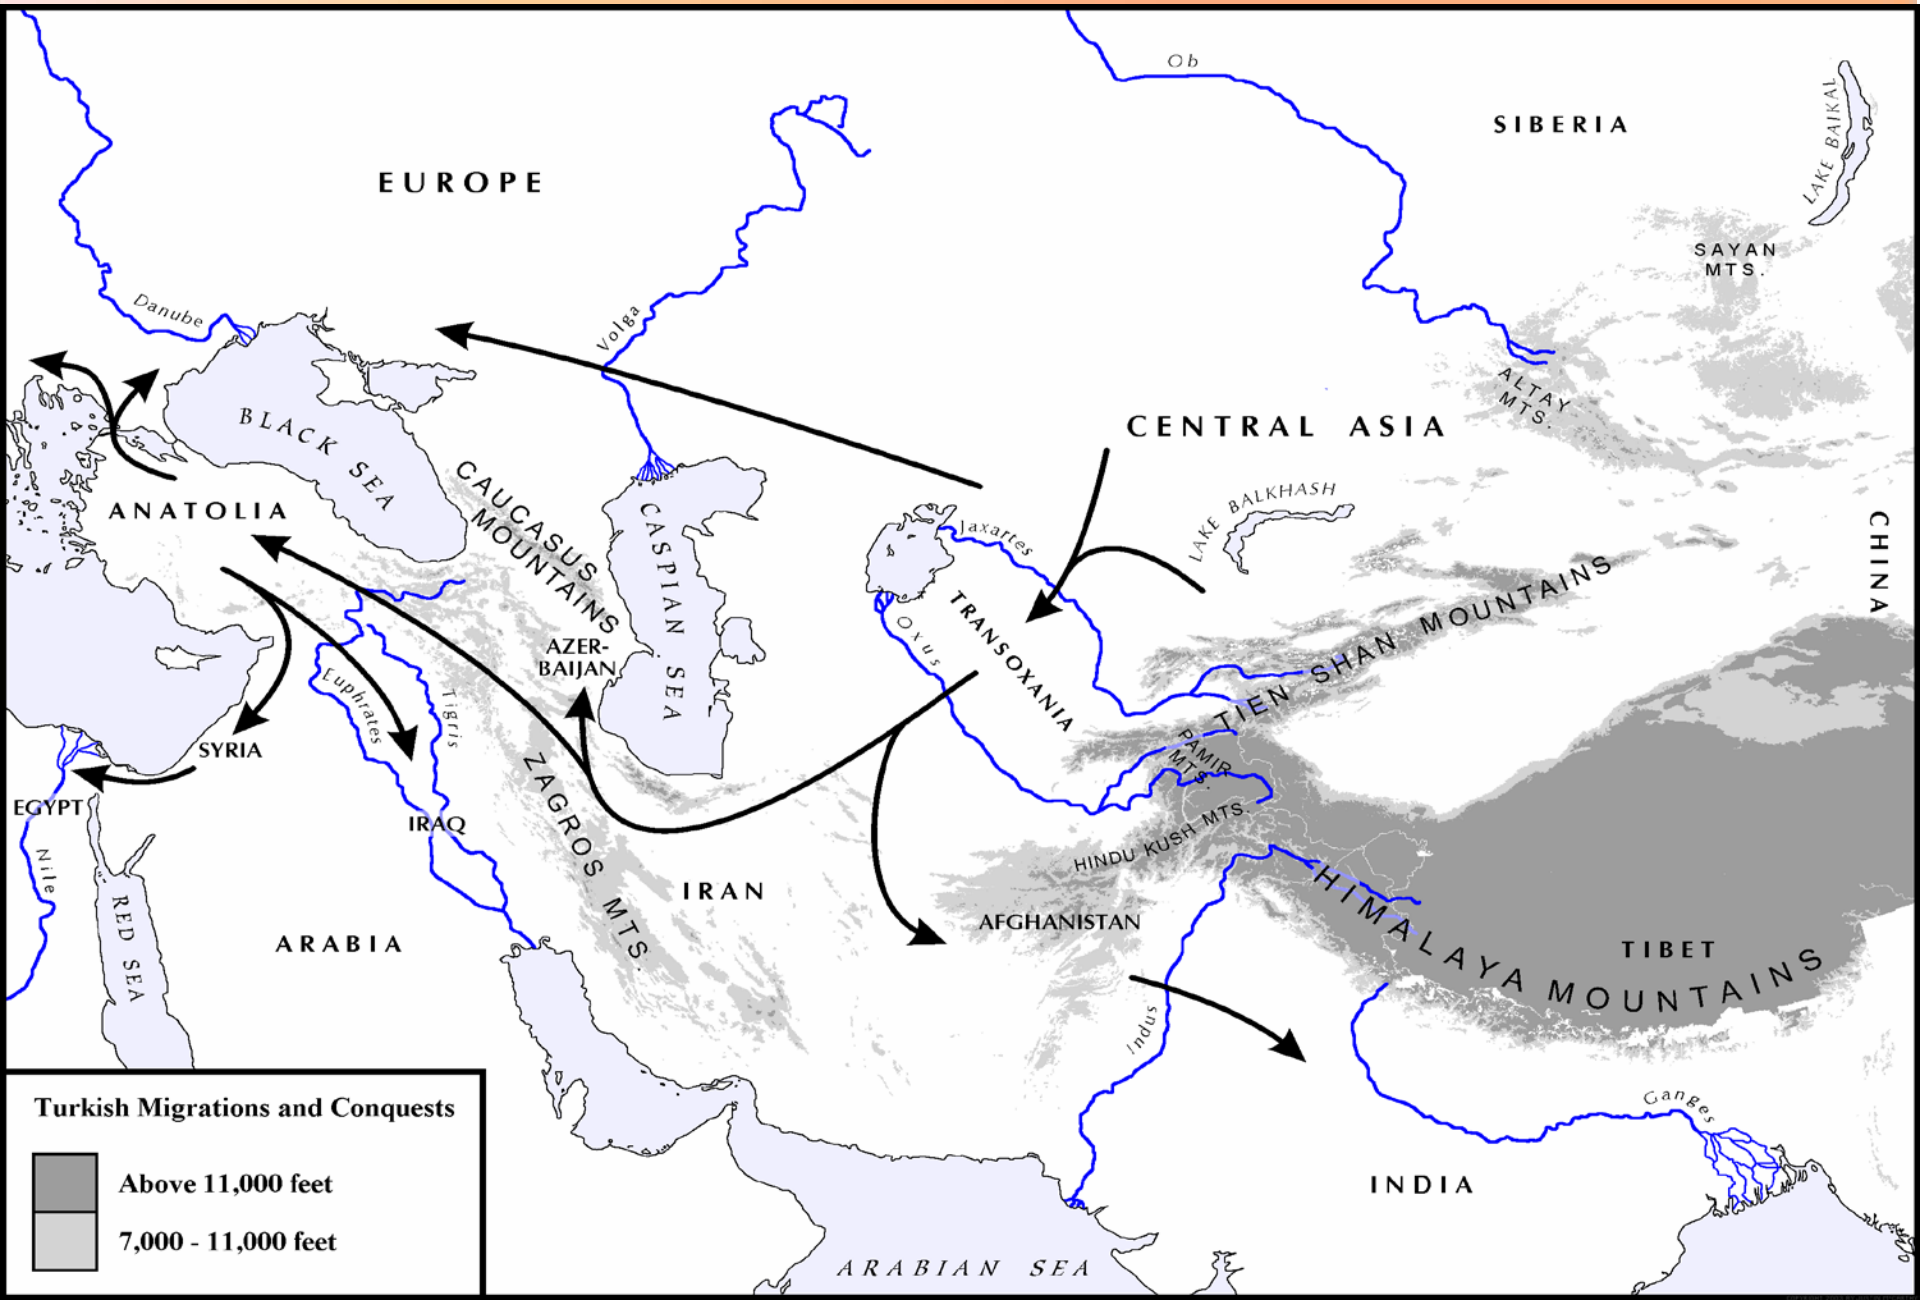 Ob
SIBERIA
LAKE BAIKAL
EUROPE
SAYAN
MTS.
Danube
Volga
ALTAY
MTS.
BLACK SEA
CENTRAL ASIA
CAUCASUS
MOUNTAINS
LAKE BALKHASH
ANATOLIA
CASPIAN SEA
Jaxartes
CHINA
TRANSOXANIA
Oxus
TIEN SHAN MOUNTAINS
AZER-
BAIJAN
Euphrates
Tigris
SYRIA
PAMIR
MTS.
ZAGROS MTS.
EGYPT
IRAQ
HINDU KUSH MTS.
Nile
IRAN
HIMALAYA MOUNTAINS
RED SEA
ARABIA
AFGHANISTAN
TIBET
Indus
Ganges
Turkish Migrations and Conquests
Above 11,000 feet
7,000 - 11,000 feet
INDIA
ARABIAN SEA